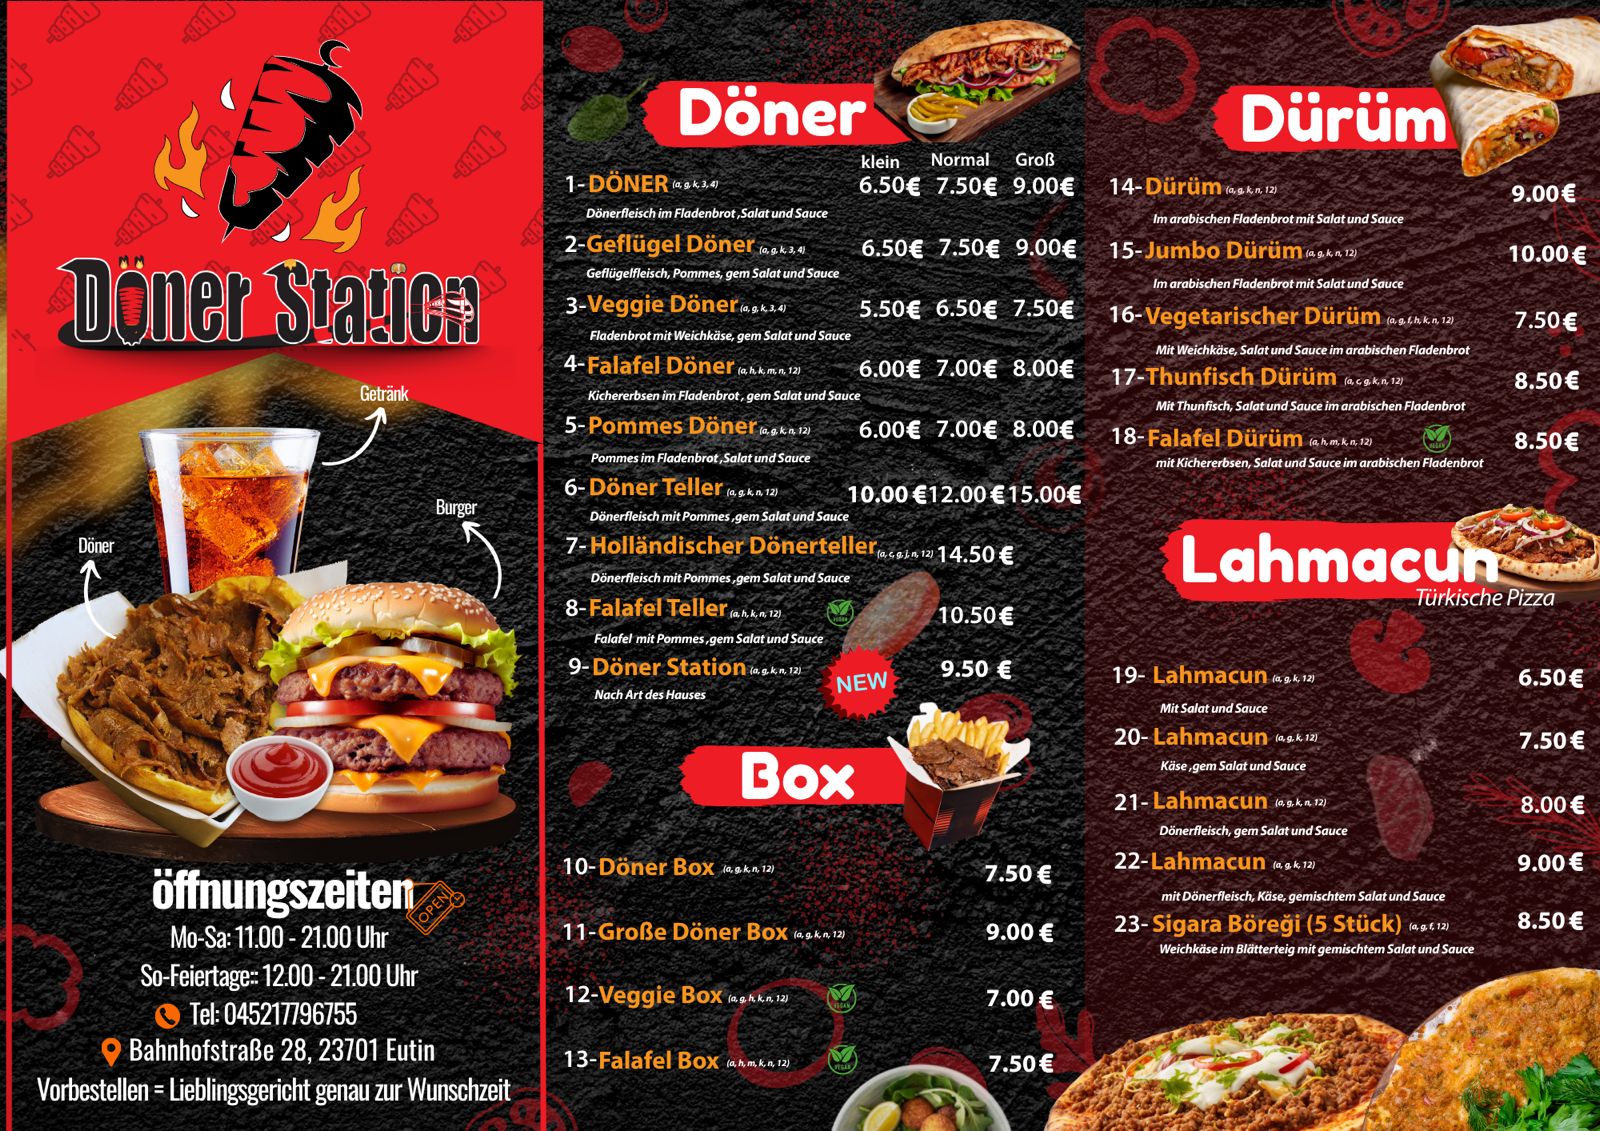 Döner Station
Getränk
Burger
Döner
öffnungszeiten
OPEN
Mo-Sa: 11.00 - 21.00 Uhr
So-Feiertage:: 12.00 - 21.00 Uhr
Tel: 045217796755
Bahnhofstraße 28, 23701 Eutin
Vorbestellen = Lieblingsgericht genau zur Wunschzeit
Döner
klein Normal Groß
1- DÖNER (a, g, k, 3, 4) 6.50€ 7.50€ 9.00€
Dönerfleisch im Fladenbrot ,Salat und Sauce
2- Geflügel Döner (a, g, k, 3, 4) 6.50€ 7.50€ 9.00€
Geflügelfleisch, Pommes, gem Salat und Sauce
3- Veggie Döner (a, g, k, 3, 4) 5.50€ 6.50€ 7.50€
Fladenbrot mit Weichkäse, gem Salat und Sauce
4- Falafel Döner (a, h, k, m, n, 12) 6.00€ 7.00€ 8.00€
Kichererbsen im Fladenbrot , gem Salat und Sauce
5- Pommes Döner (a, g, k, n, 12) 6.00€ 7.00€ 8.00€
Pommes im Fladenbrot ,Salat und Sauce
6- Döner Teller (a, g, k, n, 12) 10.00 € 12.00 € 15.00€
Dönerfleisch mit Pommes ,gem Salat und Sauce
7- Holländischer Dönerteller (a, c, g, j, n, 12) 14.50 €
Dönerfleisch mit Pommes ,gem Salat und Sauce
8- Falafel Teller (a, h, k, n, 12) VEGAN 10.50 €
Falafel mit Pommes ,gem Salat und Sauce
9- Döner Station (a, g, k, n, 12) NEW 9.50 €
Nach Art des Hauses
Box
10- Döner Box (a, g, k, n, 12) 7.50 €
11- Große Döner Box (a, g, k, n, 12) 9.00 €
12- Veggie Box (a, g, h, k, n, 12) VEGAN 7.00 €
13- Falafel Box (a, h, m, k, n, 12) VEGAN 7.50 €
Dürüm
14- Dürüm (a, g, k, n, 12) 9.00€
Im arabischen Fladenbrot mit Salat und Sauce
15- Jumbo Dürüm (a, g, k, n, 12) 10.00 €
Im arabischen Fladenbrot mit Salat und Sauce
16- Vegetarischer Dürüm (a, g, f, h, k, n, 12) 7.50€
Mit Weichkäse, Salat und Sauce im arabischen Fladenbrot
17- Thunfisch Dürüm (a, c, g, k, n, 12) 8.50€
Mit Thunfisch, Salat und Sauce im arabischen Fladenbrot
18- Falafel Dürüm (a, h, m, k, n, 12) VEGAN 8.50€
mit Kichererbsen, Salat und Sauce im arabischen Fladenbrot
Lahmacun
Türkische Pizza
19- Lahmacun (a, g, k, 12) 6.50€
Mit Salat und Sauce
20- Lahmacun (a, g, k, 12) 7.50 €
Käse ,gem Salat und Sauce
21- Lahmacun (a, g, k, n, 12) 8.00 €
Dönerfleisch, gem Salat und Sauce
22- Lahmacun (a, g, k, 12) 9.00 €
mit Dönerfleisch, Käse, gemischtem Salat und Sauce
23- Sigara Böreği (5 Stück) (a, g, f, 12) 8.50 €
Weichkäse im Blätterteig mit gemischtem Salat und Sauce